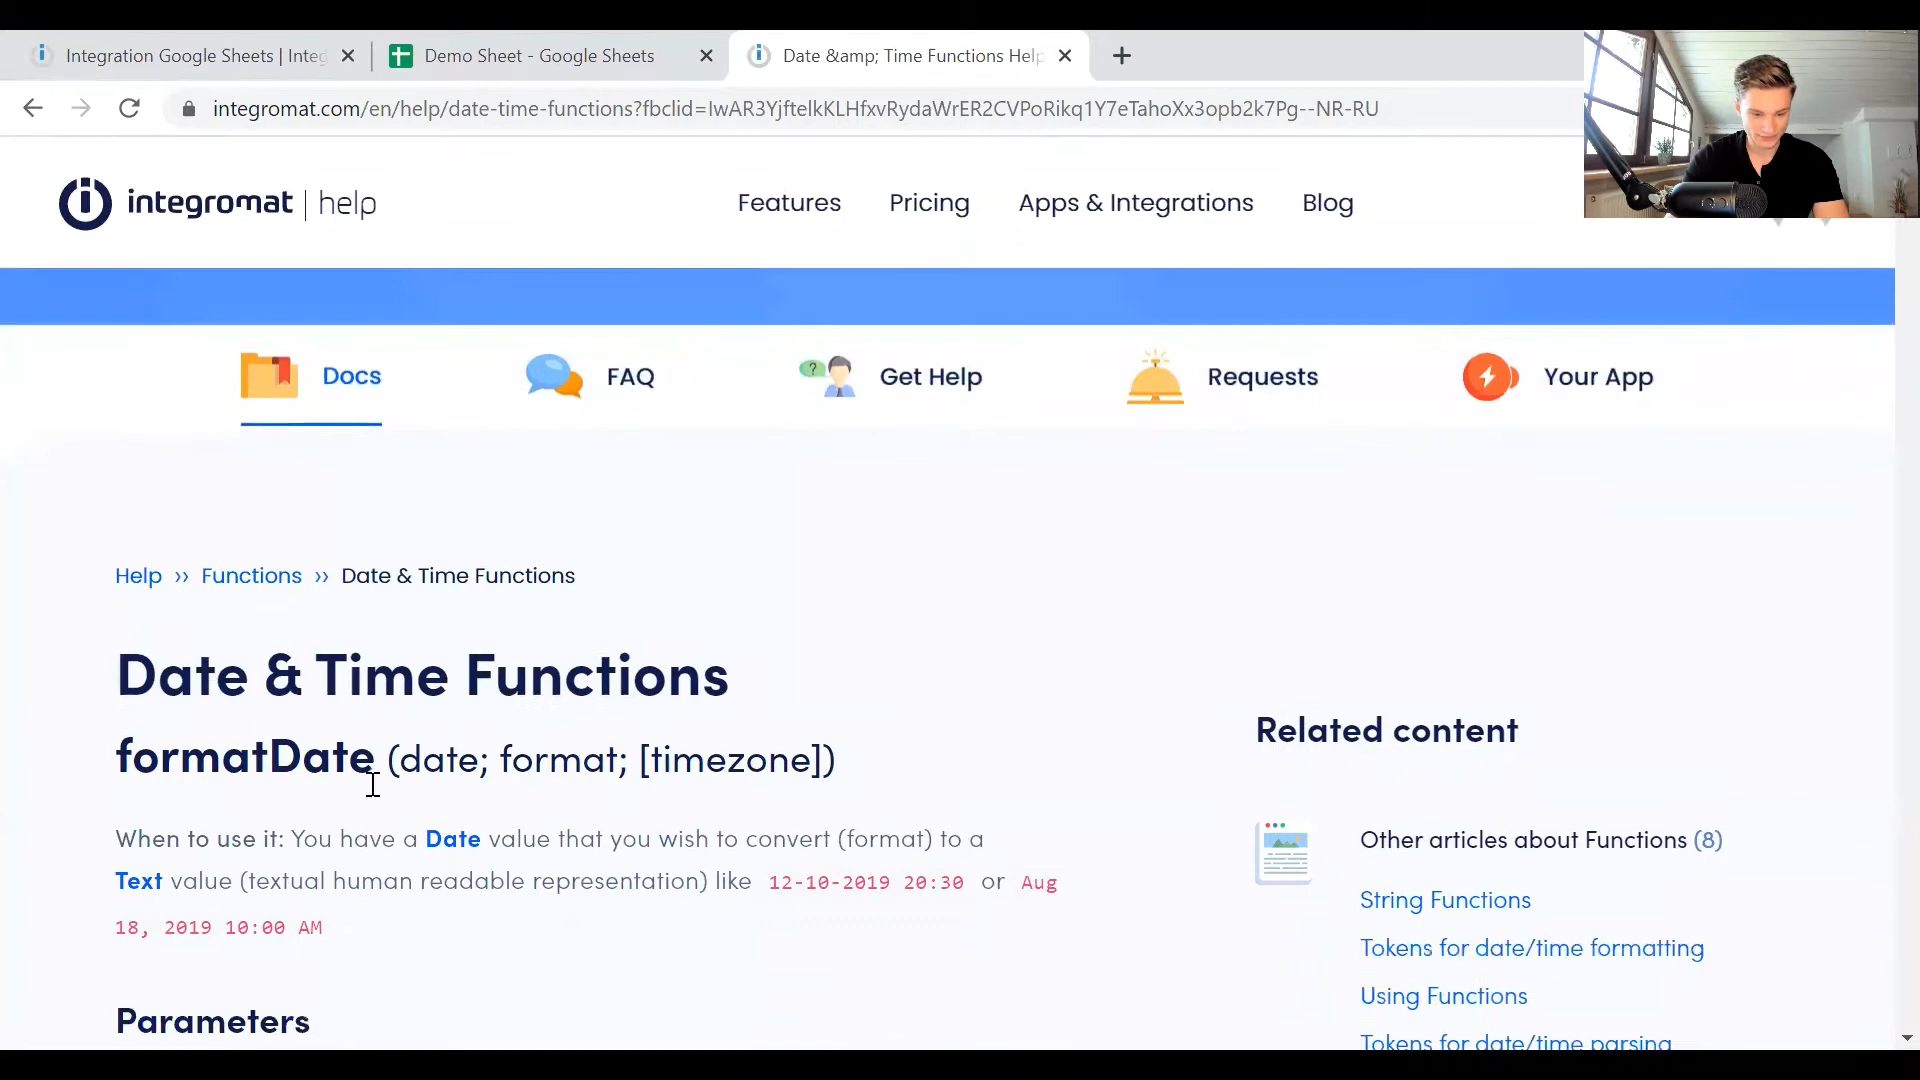 Integration Google Sheets | Integ
Demo Sheet - Google Sheets
Date &amp; Time Functions Help
integromat.com/en/help/date-time-functions?fbclid=IwAR3YjftelkKLHfxvRydaWrER2CVPoRikq1Y7eTahoXx3opb2k7Pg--NR-RU
integromat | help
Features
Pricing
Apps & Integrations
Blog
Docs
FAQ
Get Help
Requests
Your App
Help ›› Functions ›› Date & Time Functions
Date & Time Functions
formatDate (date; format; [timezone])
When to use it: You have a Date value that you wish to convert (format) to a
Text value (textual human readable representation) like 12-10-2019 20:30 or Aug
18, 2019 10:00 AM
Parameters
Related content
Other articles about Functions (8)
String Functions
Tokens for date/time formatting
Using Functions
Tokens for date/time parsing